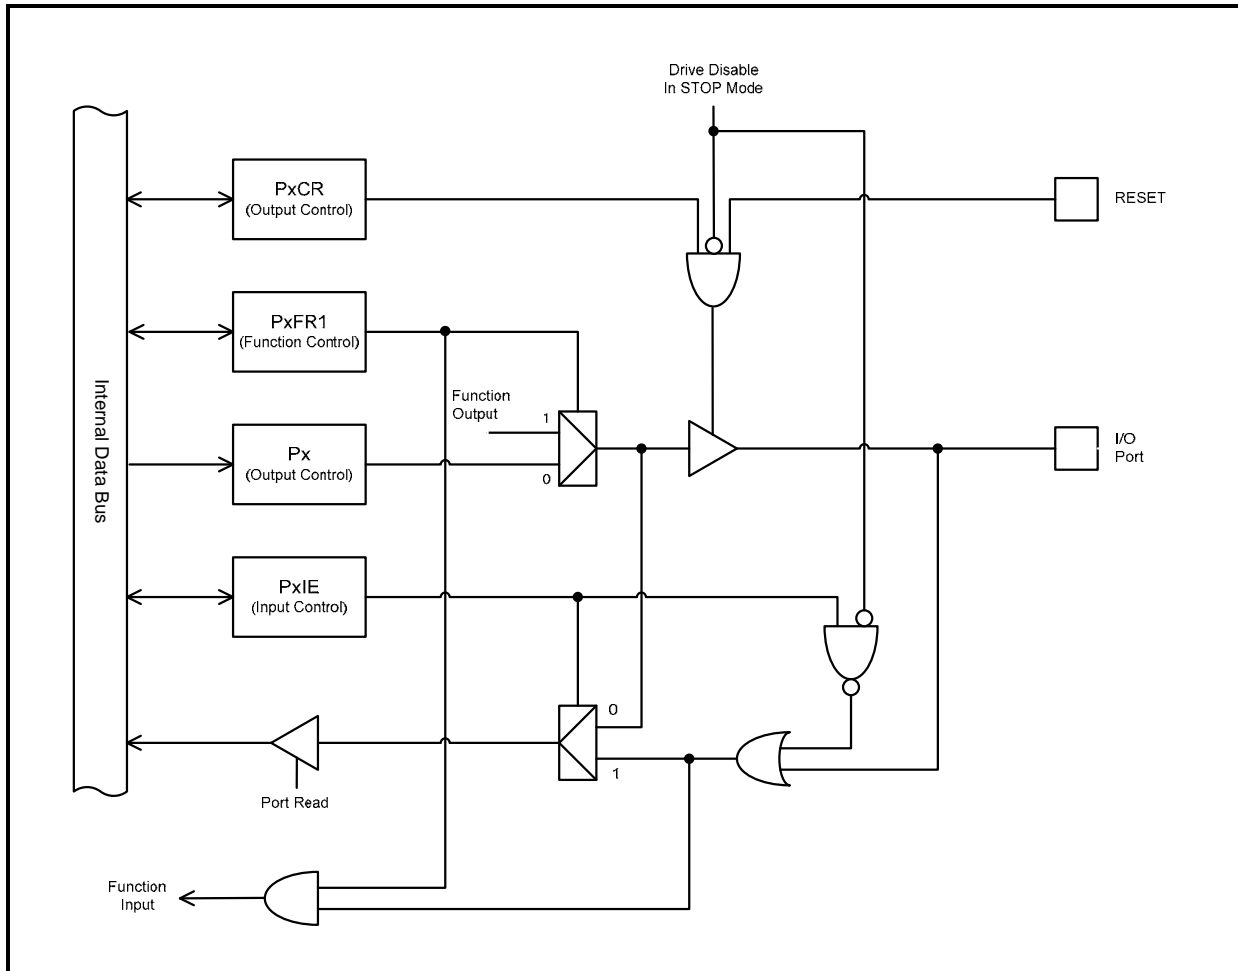 Drive Disable
In STOP Mode
PxCR
(Output Control)
RESET
PxFR1
(Function Control)
Function
Output
1
0
I/O
Port
Px
(Output Control)
Internal Data Bus
PxIE
(Input Control)
0
1
Port Read
Function
Input